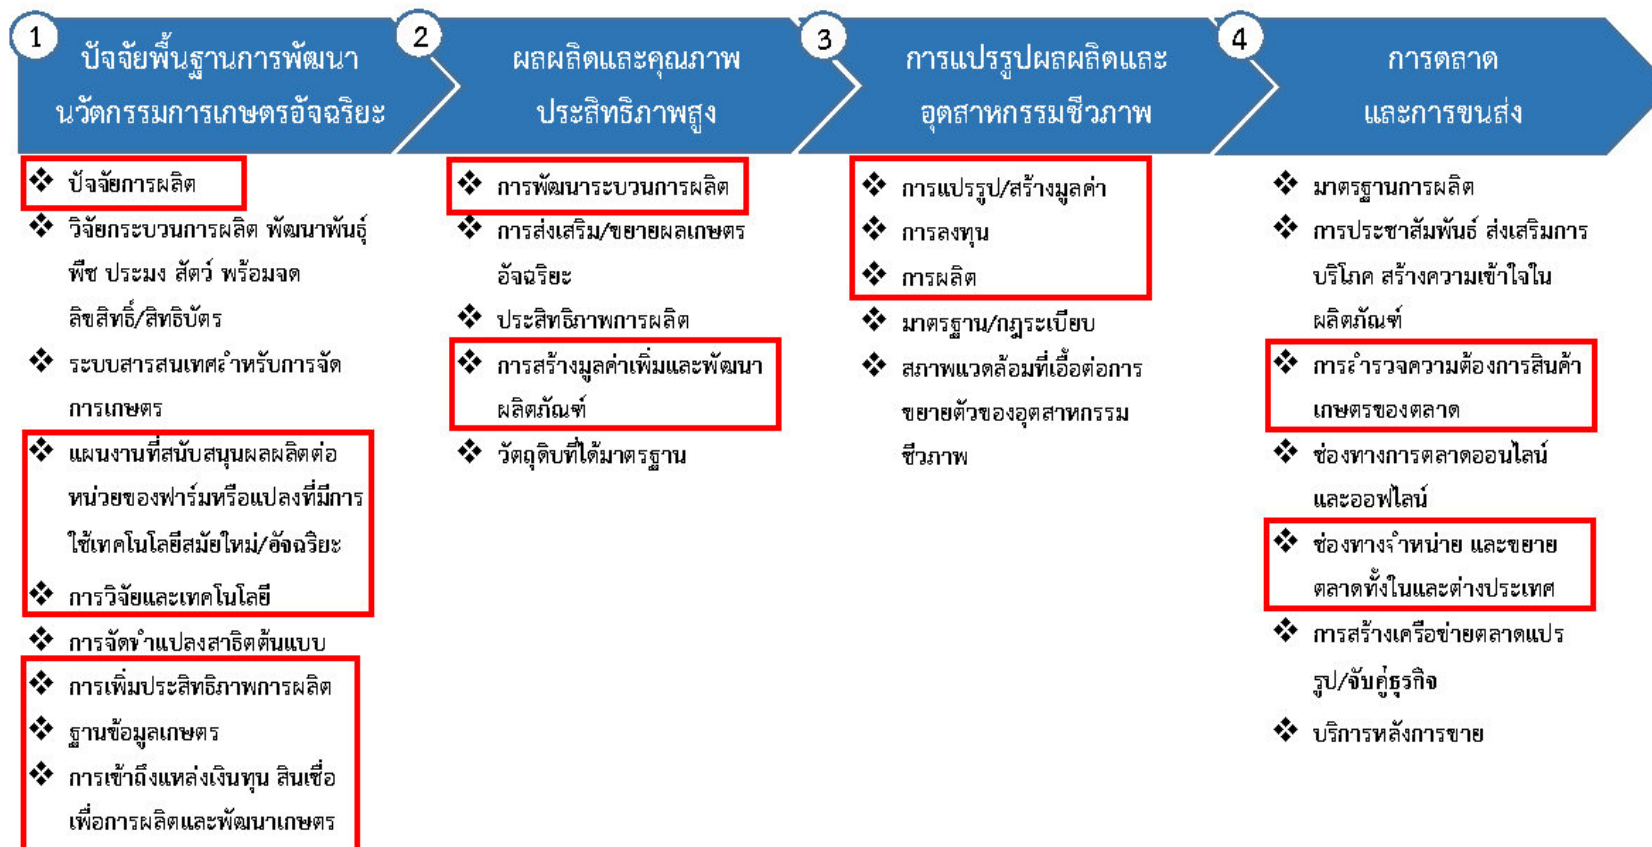 1
ปัจจัยพื้นฐานการพัฒนา
นวัตกรรมการเกษตรอัจฉริยะ
❖ ปัจจัยการผลิต
❖ วิจัยกระบวนการผลิต พัฒนาพันธุ์
พืช ประมง สัตว์ พร้อมจด
ลิขสิทธิ์/สิทธิบัตร
❖ ระบบสารสนเทศสำหรับการจัด
การเกษตร
❖ แผนงานที่สนับสนุนผลผลิตต่อ
หน่วยของฟาร์มหรือแปลงที่มีการ
ใช้เทคโนโลยีสมัยใหม่/อัจฉริยะ
❖ การวิจัยและเทคโนโลยี
❖ การจัดทำแปลงสาธิตต้นแบบ
❖ การเพิ่มประสิทธิภาพการผลิต
❖ ฐานข้อมูลเกษตร
❖ การเข้าถึงแหล่งเงินทุน สินเชื่อ
เพื่อการผลิตและพัฒนาเกษตร
2
ผลผลิตและคุณภาพ
ประสิทธิภาพสูง
❖ การพัฒนาระบวนการผลิต
❖ การส่งเสริม/ขยายผลเกษตร
อัจฉริยะ
❖ ประสิทธิภาพการผลิต
❖ การสร้างมูลค่าเพิ่มและพัฒนา
ผลิตภัณฑ์
❖ วัตถุดิบที่ได้มาตรฐาน
3
การแปรรูปผลผลิตและ
อุตสาหกรรมชีวภาพ
❖ การแปรรูป/สร้างมูลค่า
❖ การลงทุน
❖ การผลิต
❖ มาตรฐาน/กฎระเบียบ
❖ สภาพแวดล้อมที่เอื้อต่อการ
ขยายตัวของอุตสาหกรรม
ชีวภาพ
4
การตลาด
และการขนส่ง
❖ มาตรฐานการผลิต
❖ การประชาสัมพันธ์ ส่งเสริมการ
บริโภค สร้างความเข้าใจใน
ผลิตภัณฑ์
❖ การสำรวจความต้องการสินค้า
เกษตรของตลาด
❖ ช่องทางการตลาดออนไลน์
และออฟไลน์
❖ ช่องทางจำหน่าย และขยาย
ตลาดทั้งในและต่างประเทศ
❖ การสร้างเครือข่ายตลาดแปร
รูป/จับคู่ธุรกิจ
❖ บริการหลังการขาย